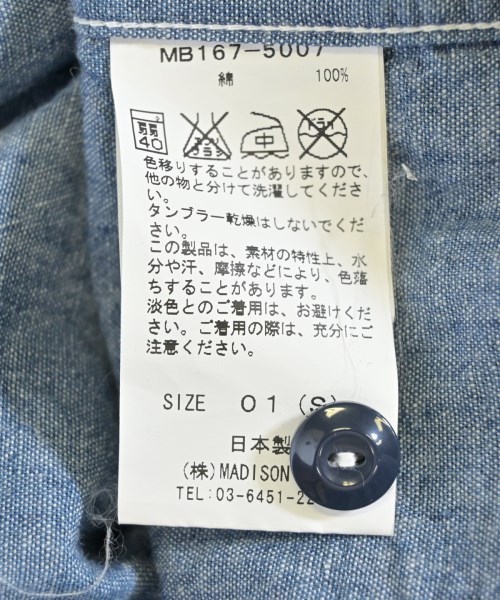 MB167-5007
綿 100%
弱 40
エンソ サラシ
中
ドライ
色移りすることがありますので、
他の物と分けて洗濯してくださ
い。
タンブラー乾燥はしないでくだ
さい。
この製品は、素材の特性上、水
分や汗、摩擦などにより、色落
ちすることがあります。
淡色とのご着用は、お避けくだ
さい。ご着用の際は、充分にご
注意ください。
SIZE 01 (S)
日本製
(株)MADISON
TEL:03-6451-22